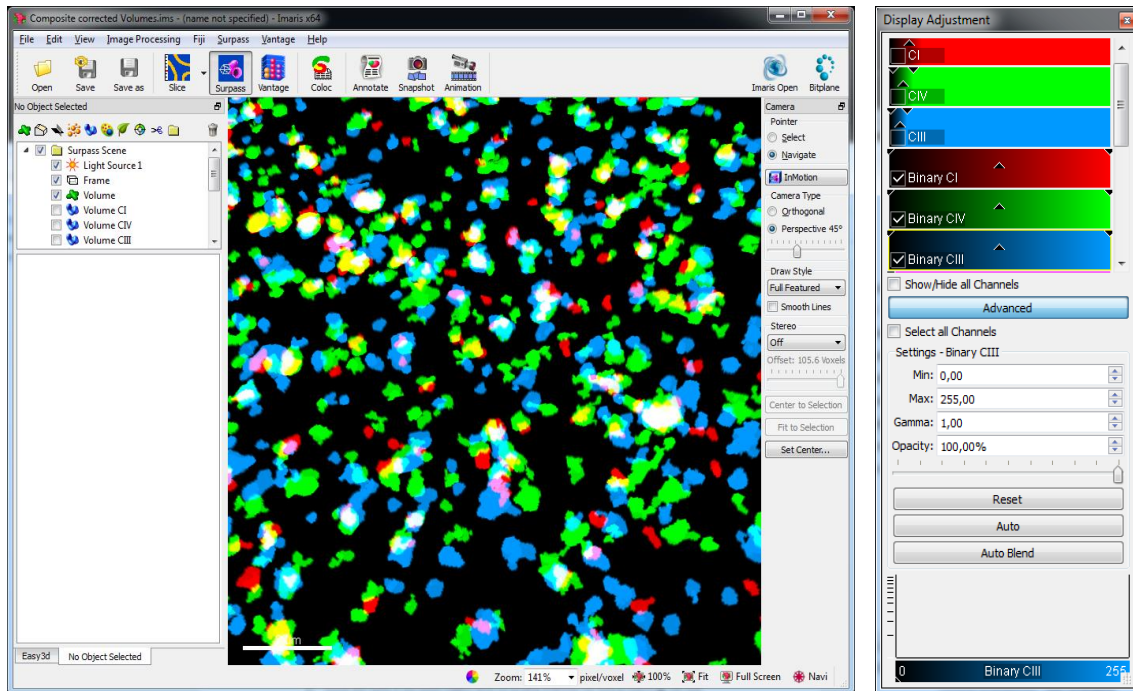 Composite corrected Volumes.ims - (name not specified) - Imaris x64
File Edit View Image Processing Fiji Surpass Vantage Help
Open Save Save as Slice Surpass Vantage Coloc Annotate Snapshot Animation Imaris Open Bitplane
No Object Selected
Surpass Scene
Light Source 1
Frame
Volume
Volume CI
Volume CIV
Volume CIII
Easy3d No Object Selected
Camera
Pointer
Select
Navigate
InMotion
Camera Type
Orthogonal
Perspective 45°
Draw Style
Full Featured
Smooth Lines
Stereo
Off
Offset: 105.6 Voxels
Center to Selection
Fit to Selection
Set Center...
Zoom: 141% pixel/voxel 100% Fit Full Screen Navi
Display Adjustment
CI
CIV
CIII
Binary CI
Binary CIV
Binary CIII
Show/Hide all Channels
Advanced
Select all Channels
Settings - Binary CIII
Min: 0,00
Max: 255,00
Gamma: 1,00
Opacity: 100,00%
Reset
Auto
Auto Blend
0 Binary CIII 255